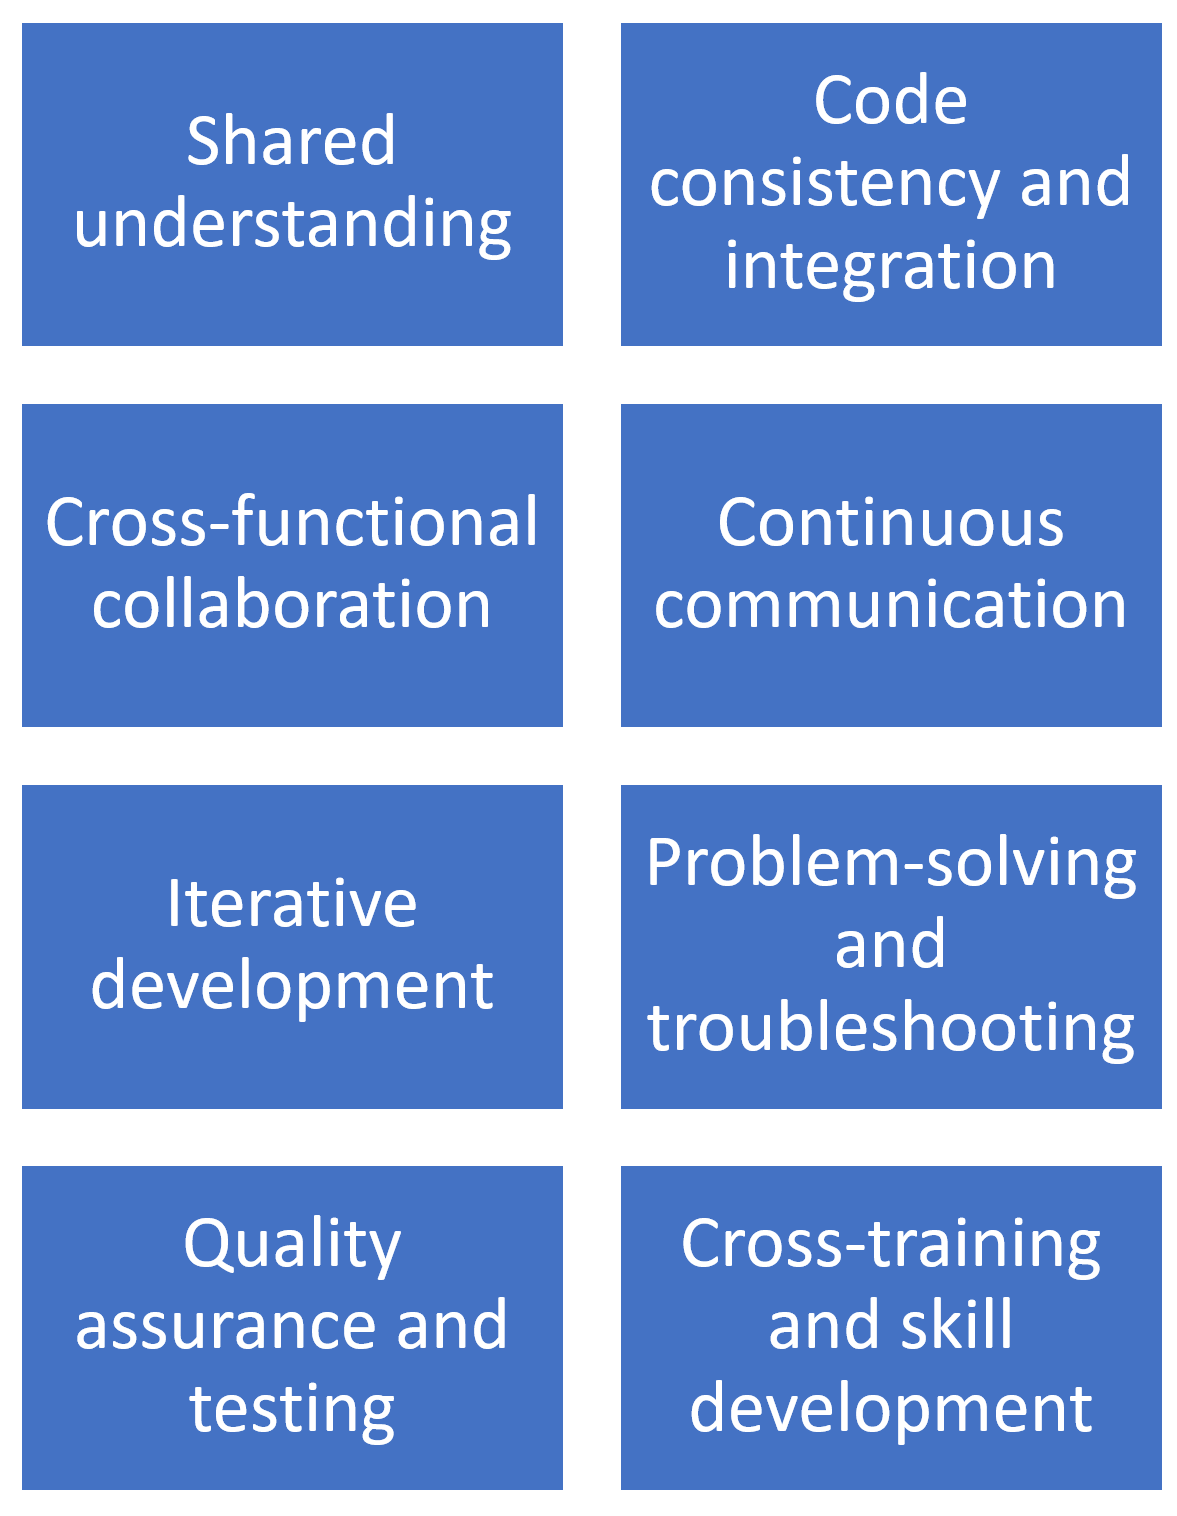 Shared
understanding
Code
consistency and
integration
Cross-functional
collaboration
Continuous
communication
Iterative
development
Problem-solving
and
troubleshooting
Quality
assurance and
testing
Cross-training
and skill
development